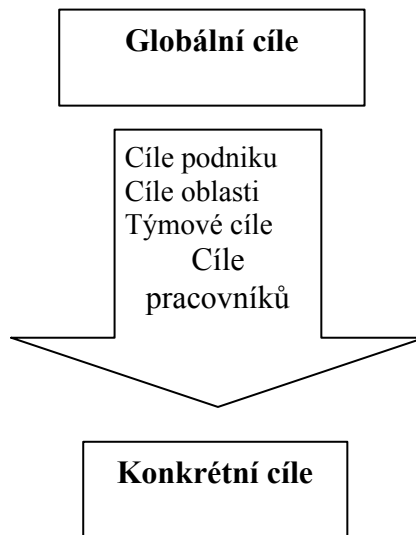 Globální cíle
Cíle podniku
Cíle oblasti
Týmové cíle
Cíle
pracovníků
Konkrétní cíle